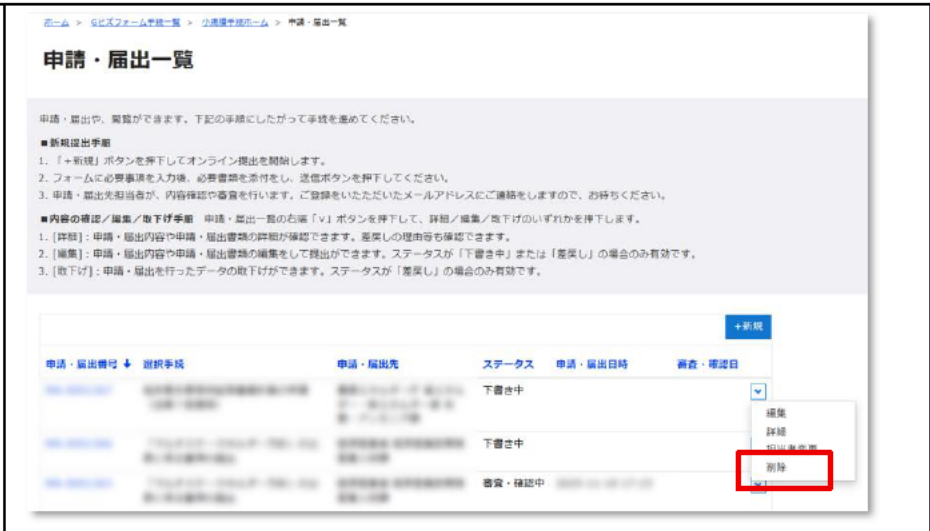 ホーム > Gビズフォーム手続一覧 > 小規模手続ホーム > 申請・届出一覧
申請・届出一覧
申請・届出や、閲覧ができます。下記の手順にしたがって手続を進めてください。
■新規提出手順
1. 「+新規」ボタンを押下してオンライン提出を開始します。
2. フォームに必要事項を入力後、必要書類を添付をし、送信ボタンを押下してください。
3. 申請・届出先担当者が、内容確認や審査を行います。ご登録をいただいたメールアドレスにご連絡をしますので、お待ちください。
■内容の確認/編集/取下げ手順 申請・届出一覧の右端「v」ボタンを押下して、詳細/編集/取下げのいずれかを押下します。
1. [詳細]:申請・届出内容や申請・届出書類の詳細が確認できます。差戻しの理由等も確認できます。
2. [編集]:申請・届出内容や申請・届出書類の編集をして提出ができます。ステータスが「下書き中」または「差戻し」の場合のみ有効です。
3. [取下げ]:申請・届出を行ったデータの取下げができます。ステータスが「差戻し」の場合のみ有効です。
+新規
申請・届出番号 ↓ 選択手続 申請・届出先 ステータス 申請・届出日時 審査・確認日
下書き中
編集
詳細
下書き中
担当者変更
削除
審査・確認中